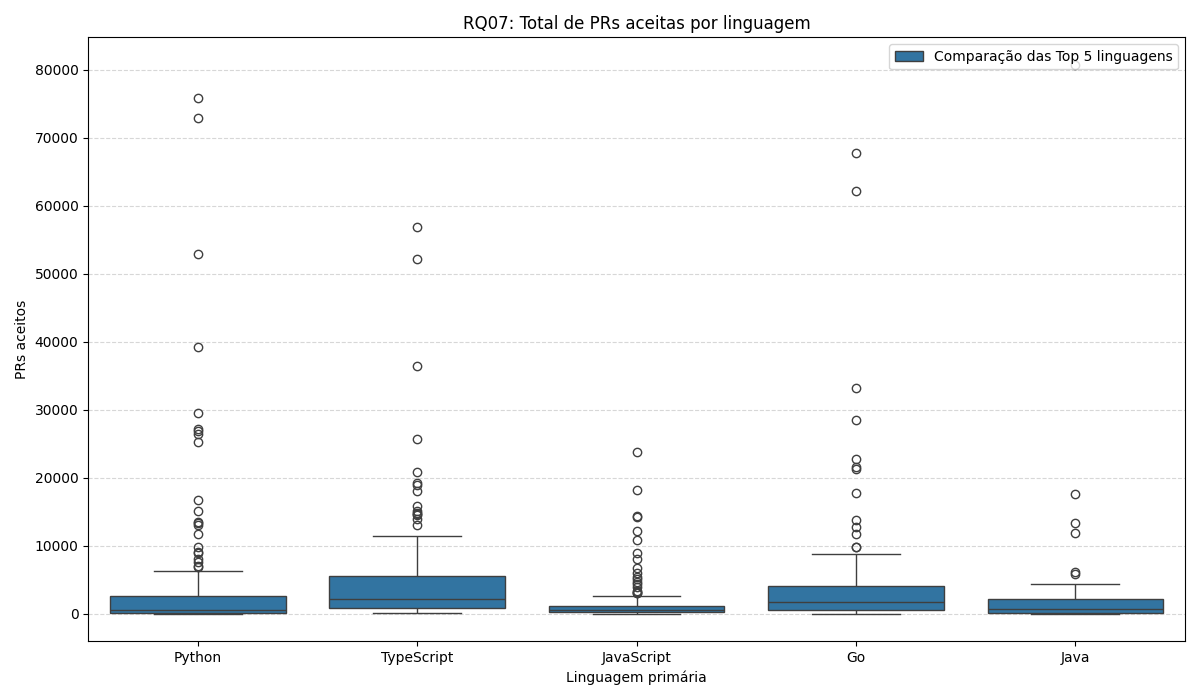 RQ07: Total de PRs aceitas por linguagem
Comparação das Top 5 linguagens
80000
70000
60000
50000
40000
30000
20000
10000
0
PRs aceitos
Python
TypeScript
JavaScript
Go
Java
Linguagem primária